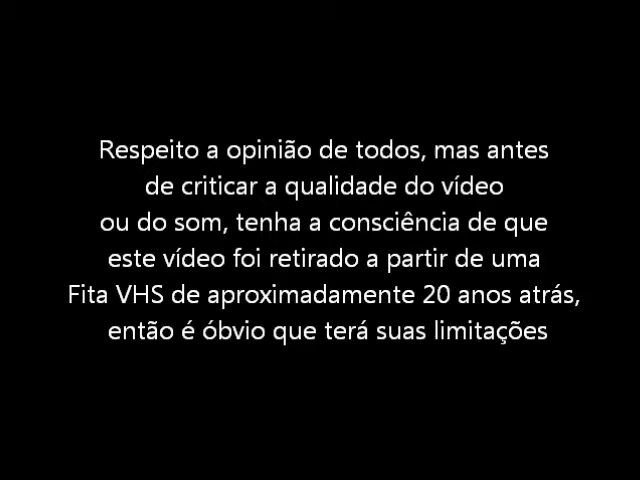 Respeito a opinião de todos, mas antes
de criticar a qualidade do vídeo
ou do som, tenha a consciência de que
este vídeo foi retirado a partir de uma
Fita VHS de aproximadamente 20 anos atrás,
então é óbvio que terá suas limitações